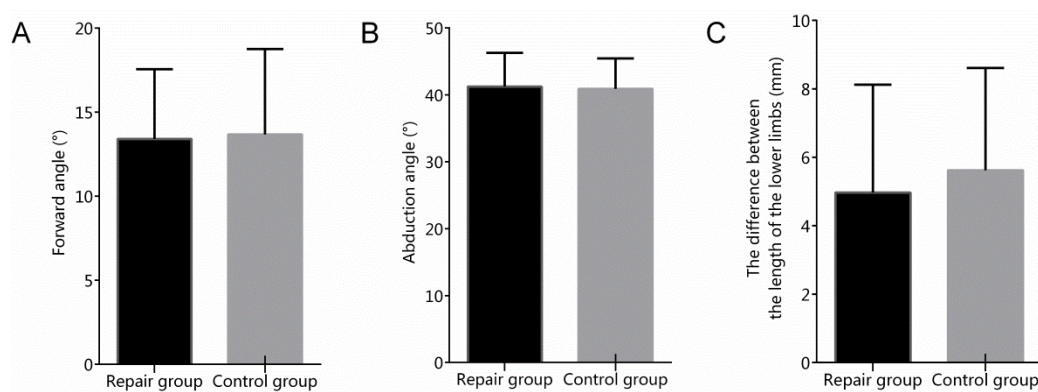 A
Forward angle (°)
20
15
10
5
0
Repair group Control group
B
Abduction angle (°)
50
40
30
20
10
0
Repair group Control group
C
The difference between
the length of the lower limbs (mm)
10
8
6
4
2
0
Repair group Control group